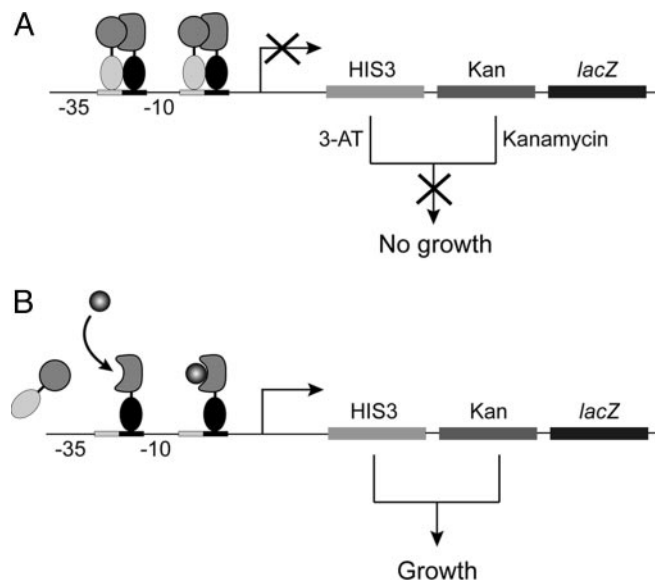 A
-35 -10 HIS3 Kan lacZ
3-AT Kanamycin
No growth
B
-35 -10 HIS3 Kan lacZ
Growth